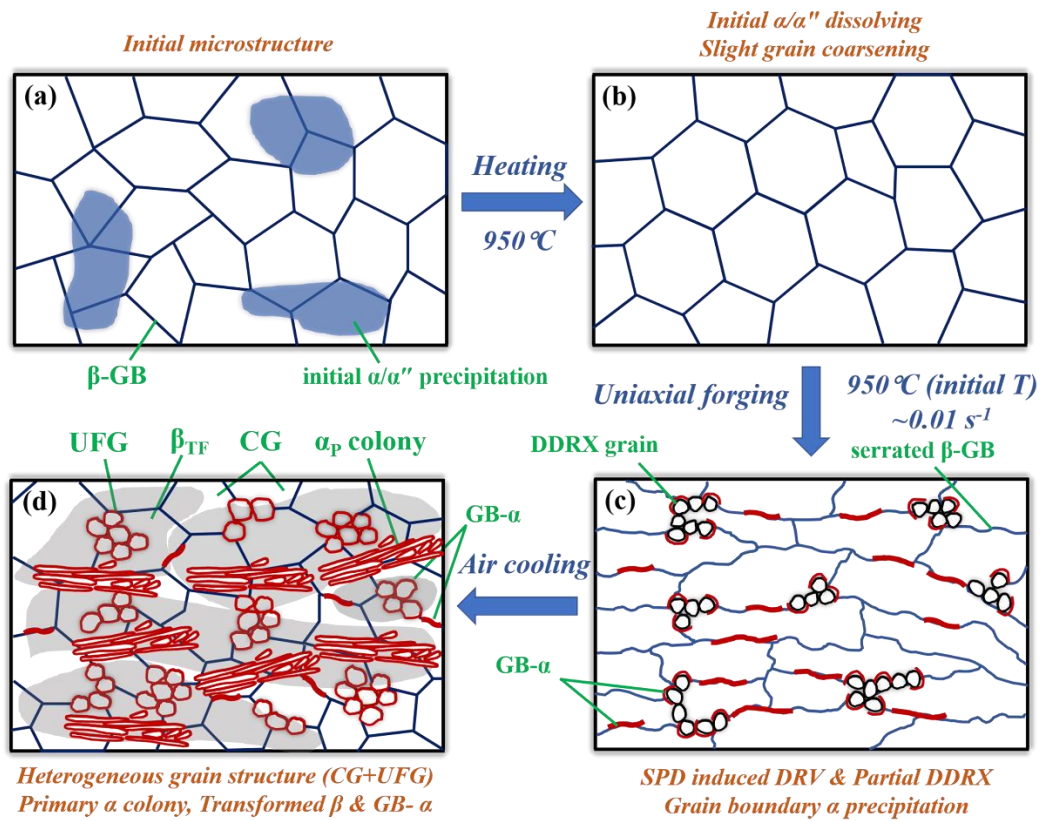 Initial microstructure
(a)
β-GB
initial α/α″ precipitation
Heating
950℃
Initial α/α″ dissolving
Slight grain coarsening
(b)
Uniaxial forging
950℃ (initial T)
~0.01 s⁻¹
DDRX grain
serrated β-GB
(c)
GB-α
SPD induced DRV & Partial DDRX
Grain boundary α precipitation
Air cooling
UFG
β_TF
CG
α_P colony
(d)
GB-α
Heterogeneous grain structure (CG+UFG)
Primary α colony, Transformed β & GB- α